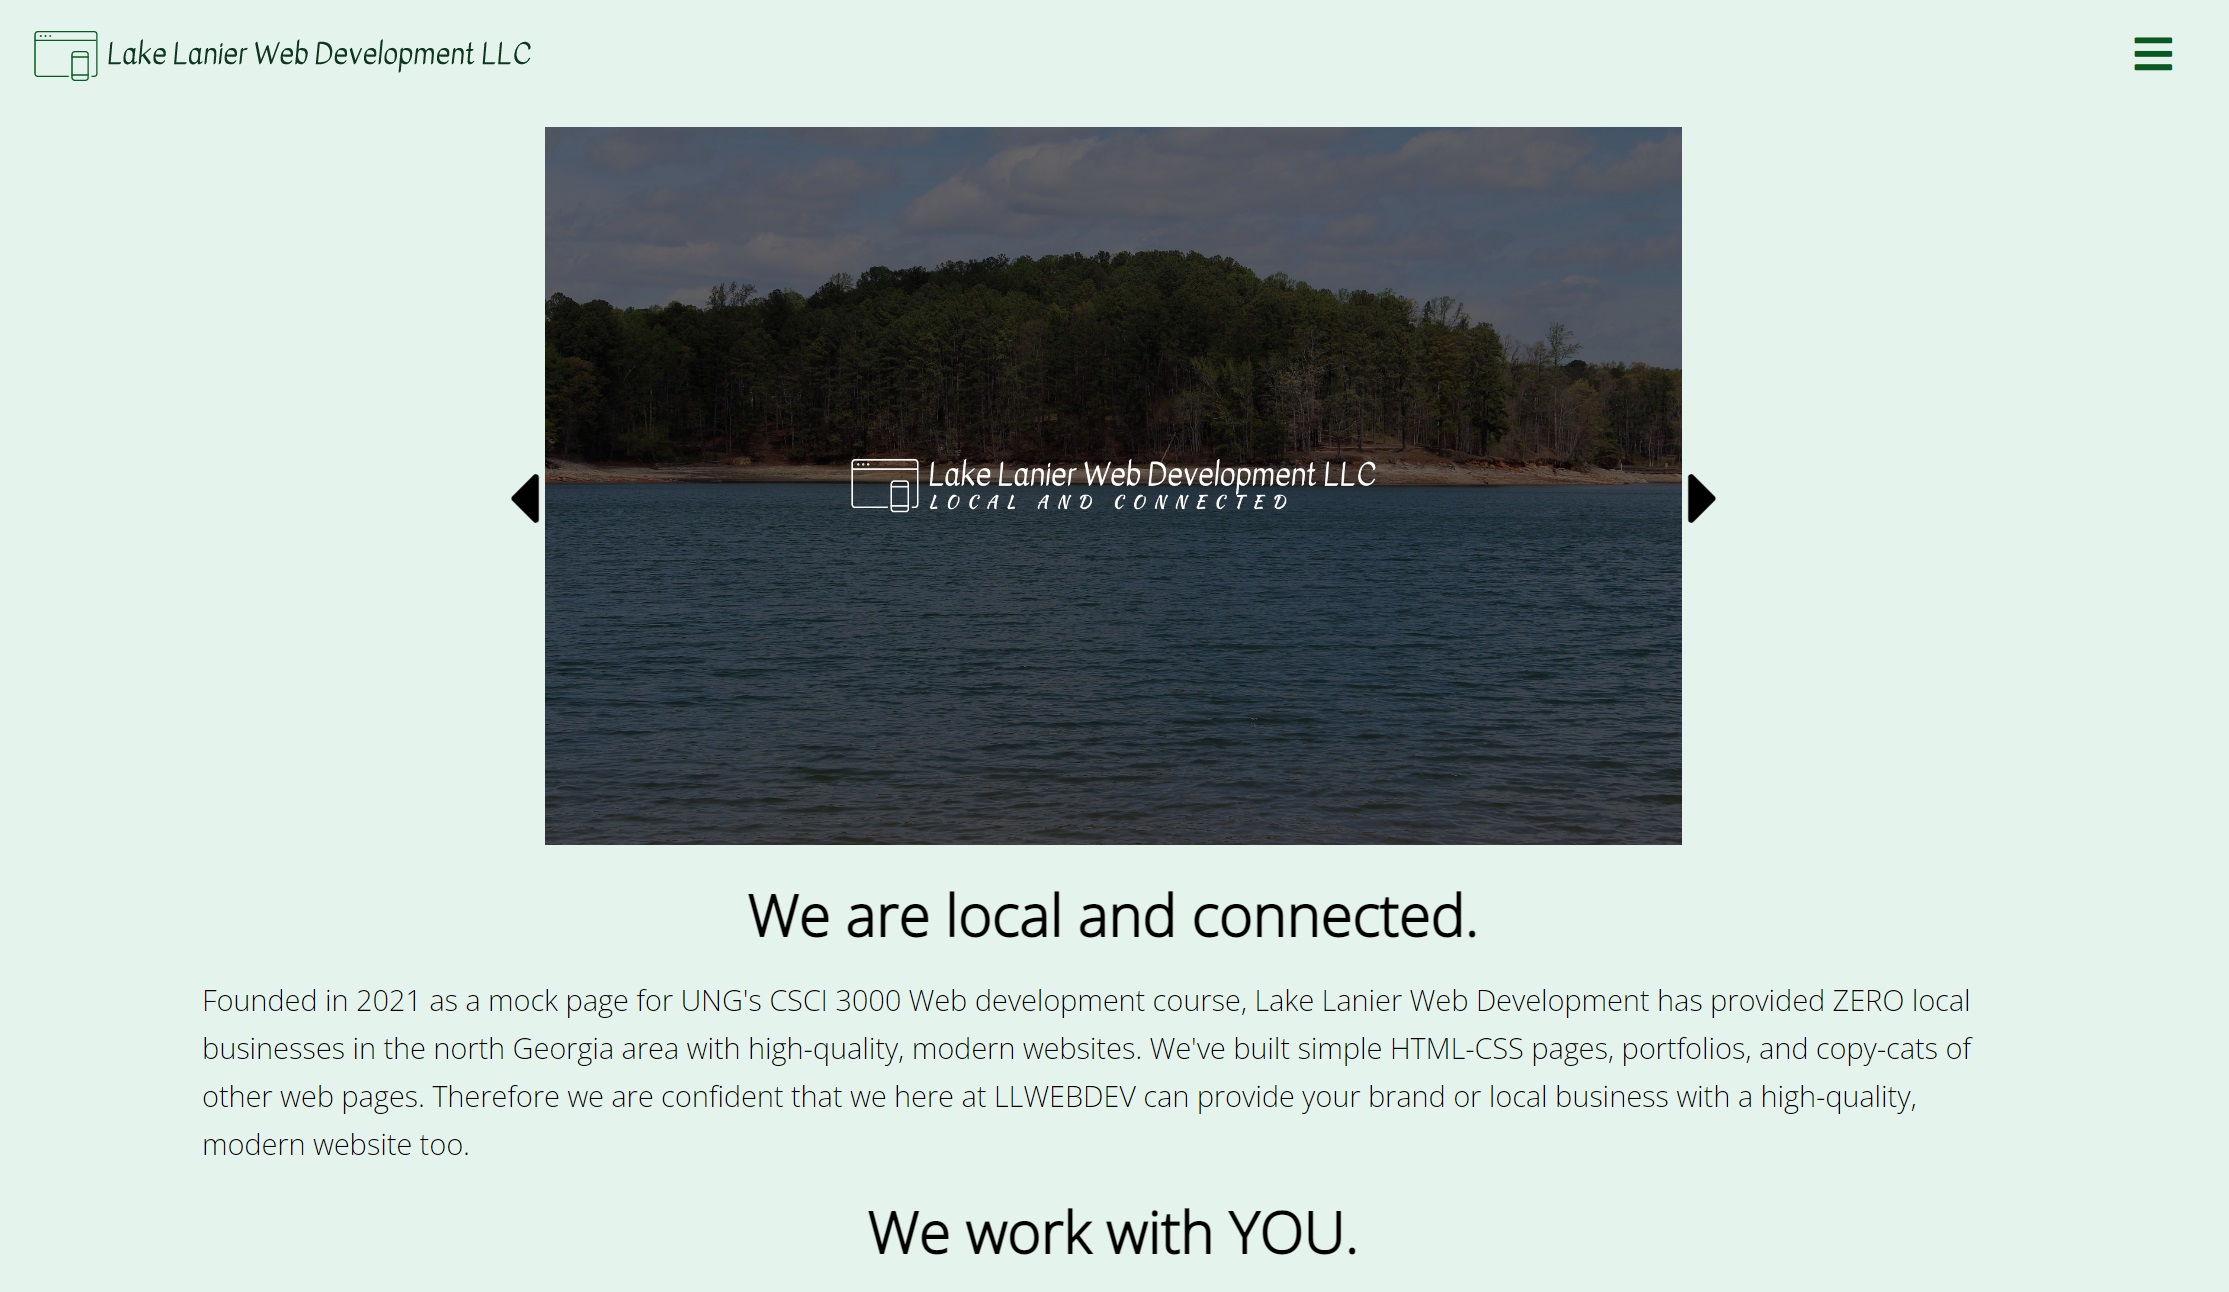 Lake Lanier Web Development LLC
Lake Lanier Web Development LLC
LOCAL AND CONNECTED
We are local and connected.
Founded in 2021 as a mock page for UNG's CSCI 3000 Web development course, Lake Lanier Web Development has provided ZERO local
businesses in the north Georgia area with high-quality, modern websites. We've built simple HTML-CSS pages, portfolios, and copy-cats of
other web pages. Therefore we are confident that we here at LLWEBDEV can provide your brand or local business with a high-quality,
modern website too.
We work with YOU.